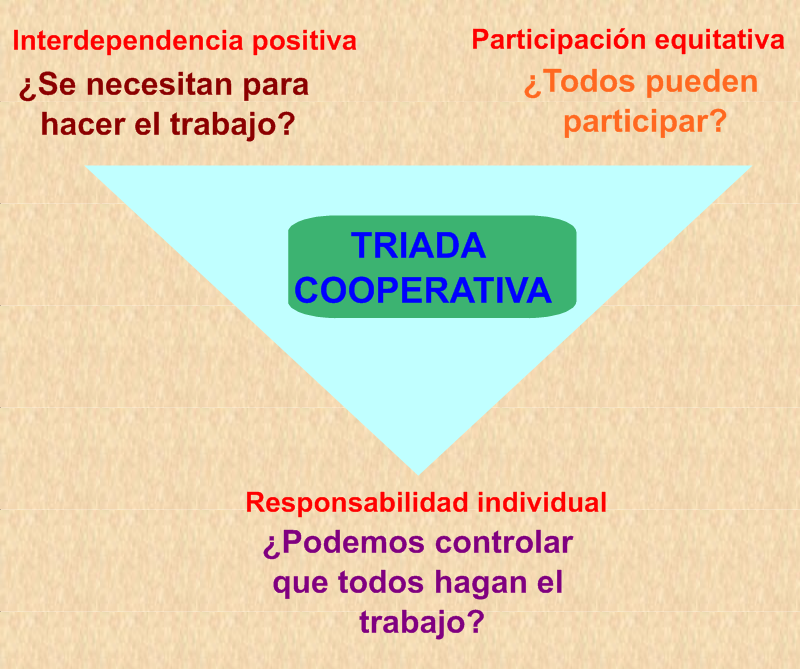 Interdependencia positiva
¿Se necesitan para
hacer el trabajo?
Participación equitativa
¿Todos pueden
participar?
TRIADA
COOPERATIVA
Responsabilidad individual
¿Podemos controlar
que todos hagan el
trabajo?